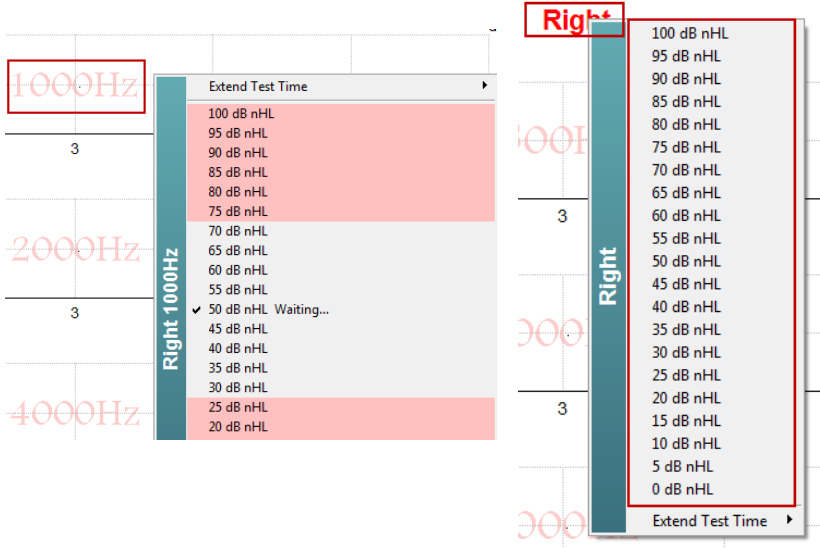 1000Hz
3
2000Hz
3
4000Hz
Right 1000Hz
Extend Test Time
100 dB nHL
95 dB nHL
90 dB nHL
85 dB nHL
80 dB nHL
75 dB nHL
70 dB nHL
65 dB nHL
60 dB nHL
55 dB nHL
50 dB nHL Waiting...
45 dB nHL
40 dB nHL
35 dB nHL
30 dB nHL
25 dB nHL
20 dB nHL
Right
3
3
Right
100 dB nHL
95 dB nHL
90 dB nHL
85 dB nHL
80 dB nHL
75 dB nHL
70 dB nHL
65 dB nHL
60 dB nHL
55 dB nHL
50 dB nHL
45 dB nHL
40 dB nHL
35 dB nHL
30 dB nHL
25 dB nHL
20 dB nHL
15 dB nHL
10 dB nHL
5 dB nHL
0 dB nHL
Extend Test Time